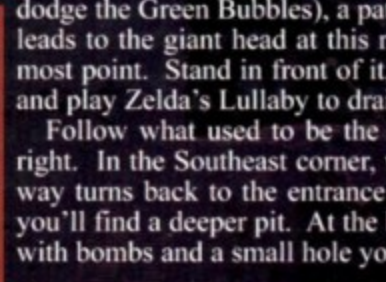 dodge the Green Bubbles), a pa
leads to the giant head at this
most point. Stand in front of it
and play Zelda's Lullaby to dra
Follow what used to be the
right. In the Southeast corner,
way turns back to the entrance
you'll find a deeper pit. At the
with bombs and a small hole yo